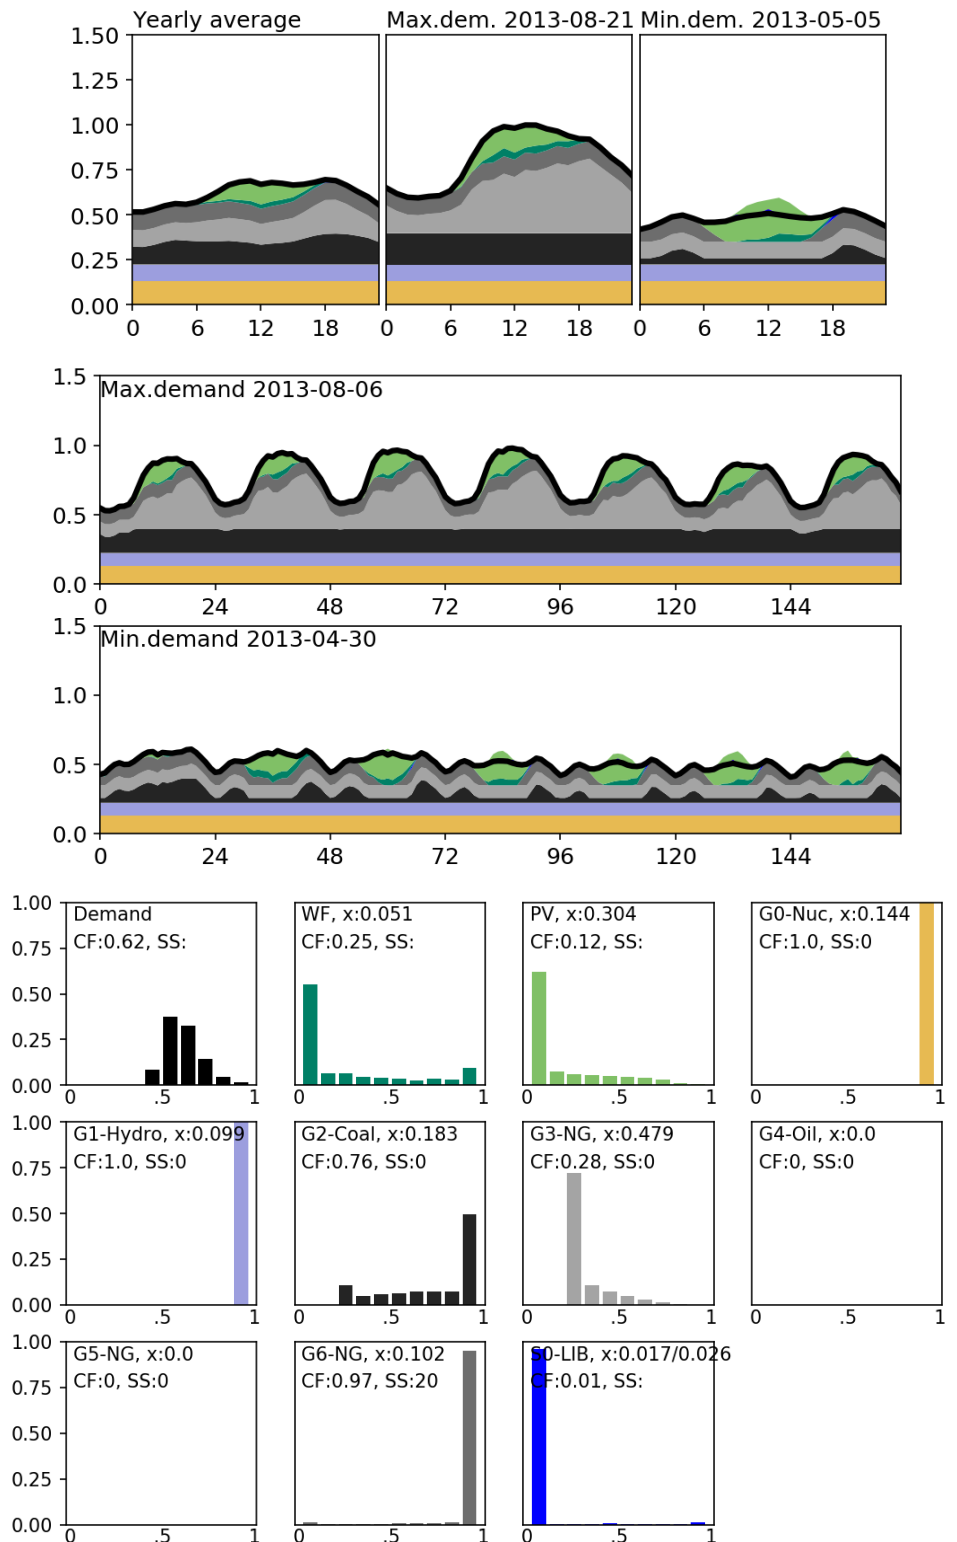 Yearly average Max.dem. 2013-08-21 Min.dem. 2013-05-05
1.50
1.25
1.00
0.75
0.50
0.25
0.00
0 6 12 18 0 6 12 18 0 6 12 18
1.5
Max.demand 2013-08-06
1.0
0.5
0.0
0 24 48 72 96 120 144
1.5
Min.demand 2013-04-30
1.0
0.5
0.0
0 24 48 72 96 120 144
1.00
Demand WF, x:0.051 PV, x:0.304 G0-Nuc, x:0.144
CF:0.62, SS: CF:0.25, SS: CF:0.12, SS: CF:1.0, SS:0
0.75
0.50
0.25
0.00
0 .5 1 0 .5 1 0 .5 1 0 .5 1
1.00
G1-Hydro, x:0.099 G2-Coal, x:0.183 G3-NG, x:0.479 G4-Oil, x:0.0
CF:1.0, SS:0 CF:0.76, SS:0 CF:0.28, SS:0 CF:0, SS:0
0.75
0.50
0.25
0.00
0 .5 1 0 .5 1 0 .5 1 0 .5 1
1.00
G5-NG, x:0.0 G6-NG, x:0.102 S0-LIB, x:0.017/0.026
CF:0, SS:0 CF:0.97, SS:20 CF:0.01, SS:
0.75
0.50
0.25
0.00
0 .5 1 0 .5 1 0 .5 1